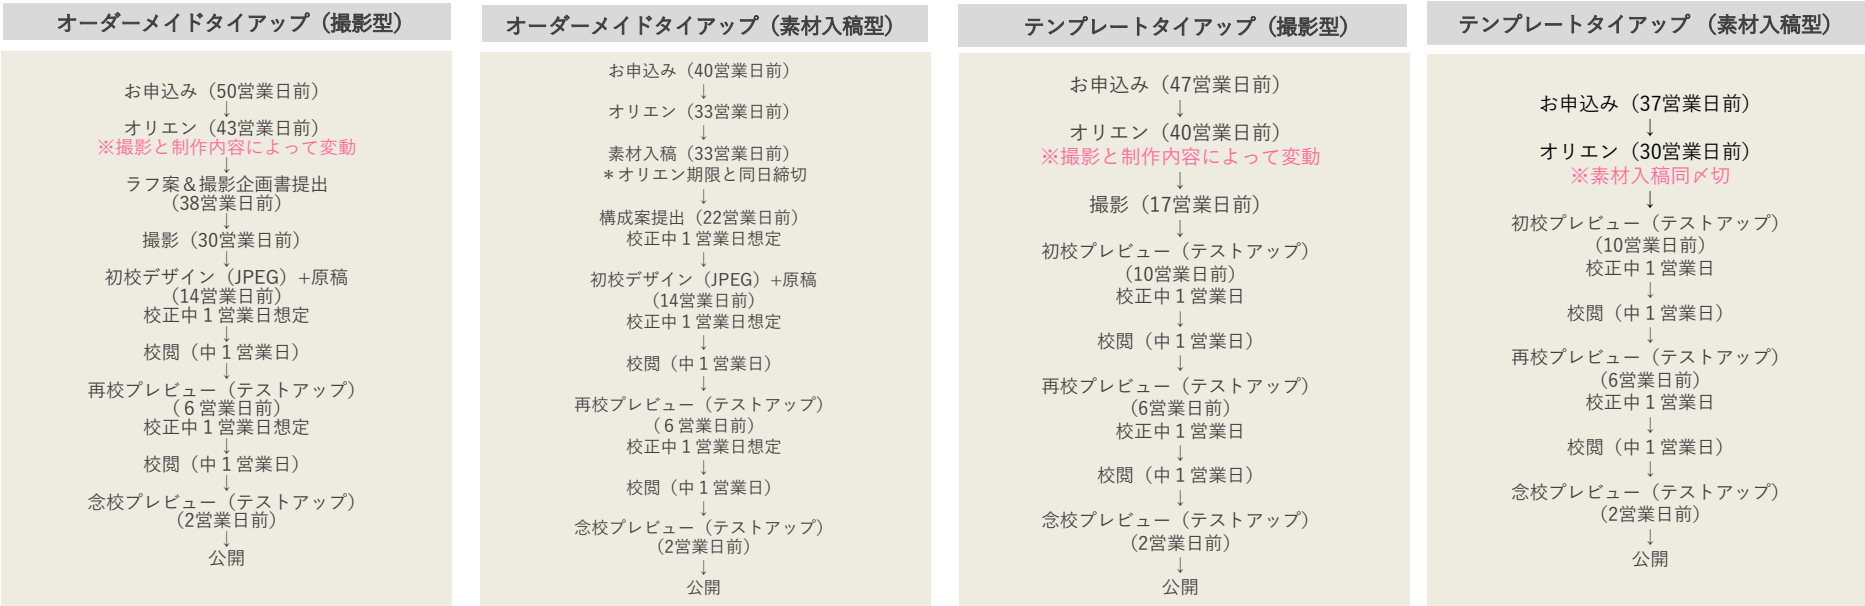 オーダーメイドタイアップ（撮影型）
お申込み（50営業日前）
↓
オリエン（43営業日前）
※撮影と制作内容によって変動
↓
ラフ案＆撮影企画書提出
（38営業日前）
↓
撮影（30営業日前）
↓
初校デザイン（JPEG）+原稿
（14営業日前）
校正中１営業日想定
↓
校閲（中１営業日）
↓
再校プレビュー（テストアップ）
（６営業日前）
校正中１営業日想定
↓
校閲（中１営業日）
↓
念校プレビュー（テストアップ）
（2営業日前）
↓
公開
オーダーメイドタイアップ（素材入稿型）
お申込み（40営業日前）
↓
オリエン（33営業日前）
↓
素材入稿（33営業日前）
＊オリエン期限と同日締切
↓
構成案提出（22営業日前）
校正中１営業日想定
↓
初校デザイン（JPEG）+原稿
（14営業日前）
校正中１営業日想定
↓
校閲（中１営業日）
↓
再校プレビュー（テストアップ）
（６営業日前）
校正中１営業日想定
↓
校閲（中１営業日）
↓
念校プレビュー（テストアップ）
（2営業日前）
↓
公開
テンプレートタイアップ（撮影型）
お申込み（47営業日前）
↓
オリエン（40営業日前）
※撮影と制作内容によって変動
↓
撮影（17営業日前）
↓
初校プレビュー（テストアップ）
（10営業日前）
校正中１営業日
↓
校閲（中１営業日）
↓
再校プレビュー（テストアップ）
（6営業日前）
校正中１営業日
↓
校閲（中１営業日）
↓
念校プレビュー（テストアップ）
（2営業日前）
↓
公開
テンプレートタイアップ （素材入稿型）
お申込み（37営業日前）
↓
オリエン（30営業日前）
※素材入稿同〆切
↓
初校プレビュー（テストアップ）
（10営業日前）
校正中１営業日
↓
校閲（中１営業日）
↓
再校プレビュー（テストアップ）
（6営業日前）
校正中１営業日
↓
校閲（中１営業日）
↓
念校プレビュー（テストアップ）
（2営業日前）
↓
公開